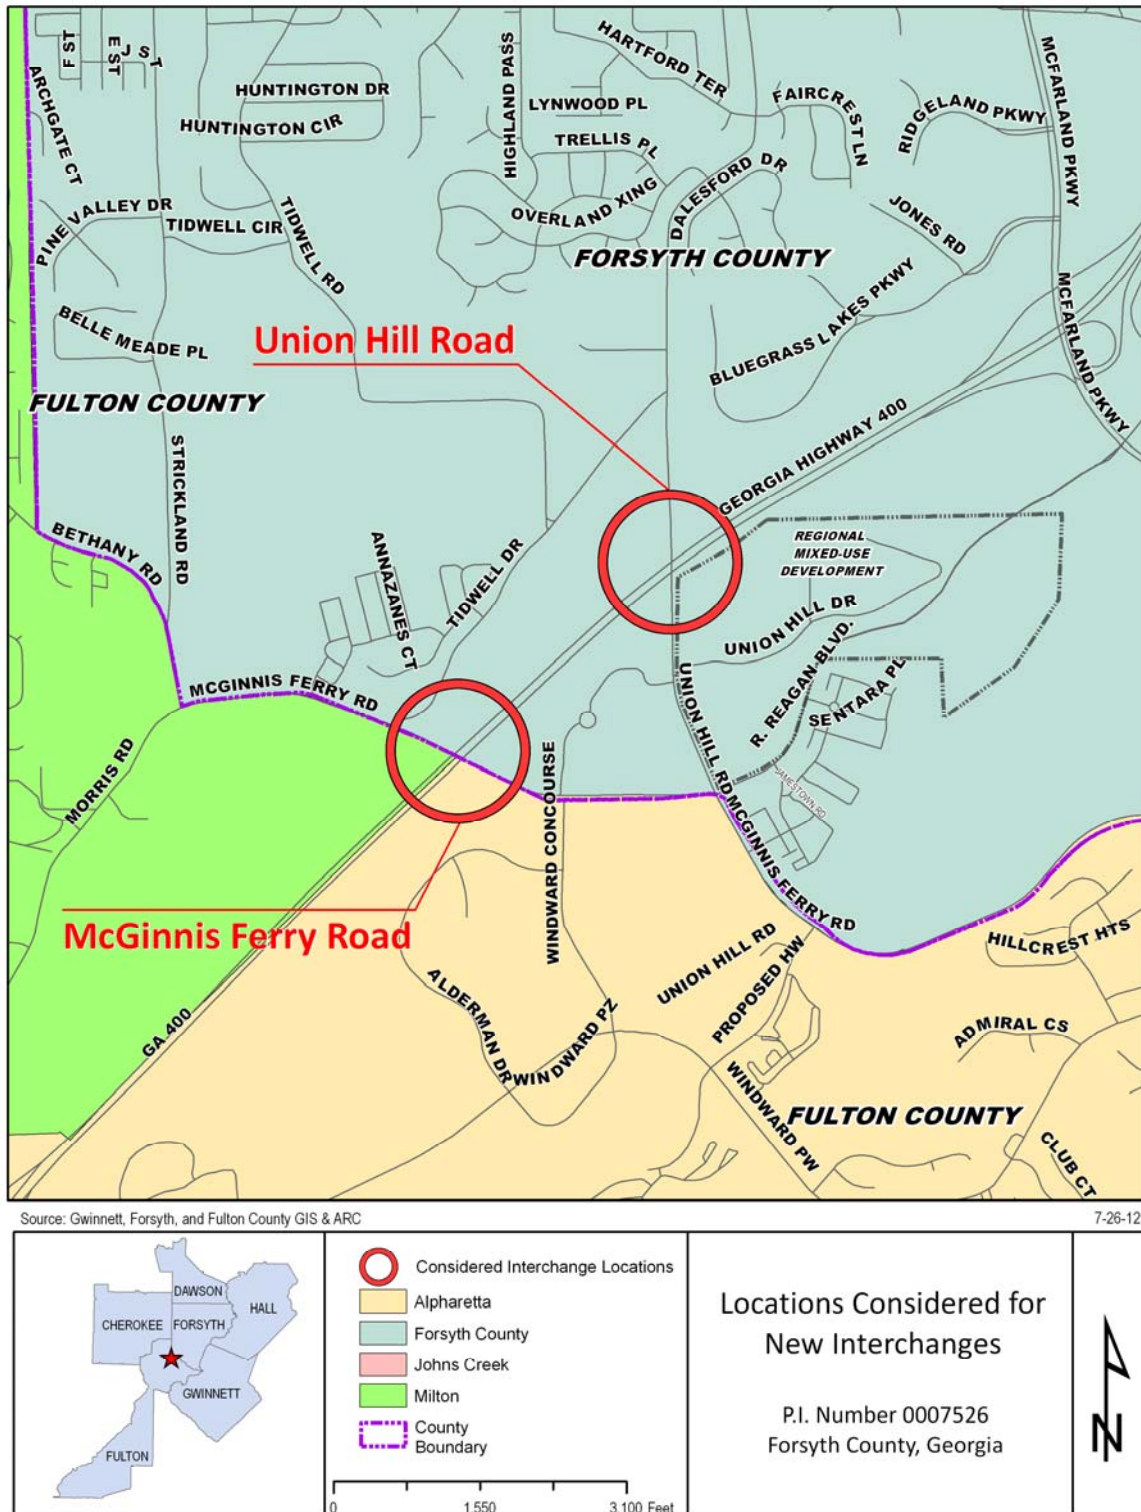 F ST
E ST
J ST
ARCHGATE CT
HUNTINGTON DR
HUNTINGTON CIR
HIGHLAND PASS
HARTFORD TER
LYNWOOD PL
TRELLIS PL
FAIRCREST LN
RIDGELAND PKWY
MCFARLAND PKWY
PINE VALLEY DR
TIDWELL CIR
TIDWELL RD
OVERLAND XING
DALESFORD DR
JONES RD
FORSYTH COUNTY
BELLE MEADE PL
Union Hill Road
BLUEGRASS LAKES PKWY
MCFARLAND PKWY
FULTON COUNTY
STRICKLAND RD
GEORGIA HIGHWAY 400
BETHANY RD
ANNAZANES CT
TIDWELL DR
REGIONAL
MIXED-USE
DEVELOPMENT
UNION HILL DR
MCGINNIS FERRY RD
UNION HILL RD
R. REAGAN BLVD.
SENTARA PL
MORRIS RD
WINDWARD CONCOURSE
JAMESTOWN RD
MCGINNIS FERRY RD
McGinnis Ferry Road
HILLCREST HTS
UNION HILL RD
PROPOSED HW
ALDERMAN DR
WINDWARD PZ
GA 400
ADMIRAL CS
WINDWARD PW
FULTON COUNTY
CLUB CT
Source: Gwinnett, Forsyth, and Fulton County GIS & ARC
7-26-12
DAWSON
HALL
CHEROKEE
FORSYTH
GWINNETT
FULTON
Considered Interchange Locations
Alpharetta
Forsyth County
Johns Creek
Milton
County
Boundary
0
1,550
3,100 Feet
Locations Considered for
New Interchanges
P.I. Number 0007526
Forsyth County, Georgia
N